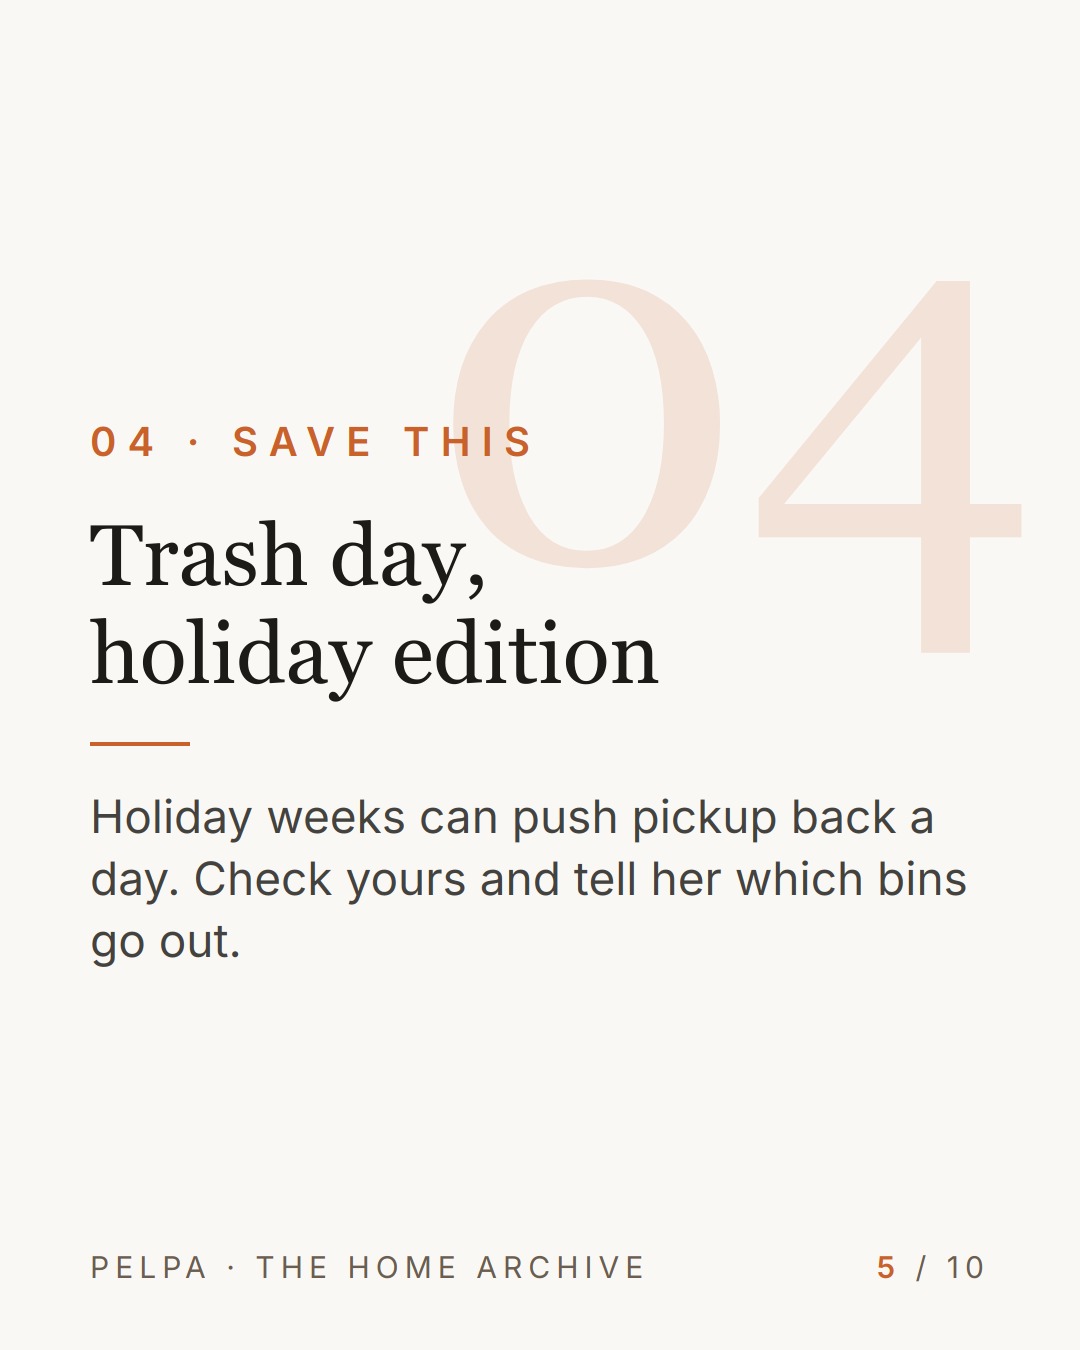 04
04 · SAVE THIS
Trash day,
holiday edition
Holiday weeks can push pickup back a
day. Check yours and tell her which bins
go out.
PELPA · THE HOME ARCHIVE
5 / 10